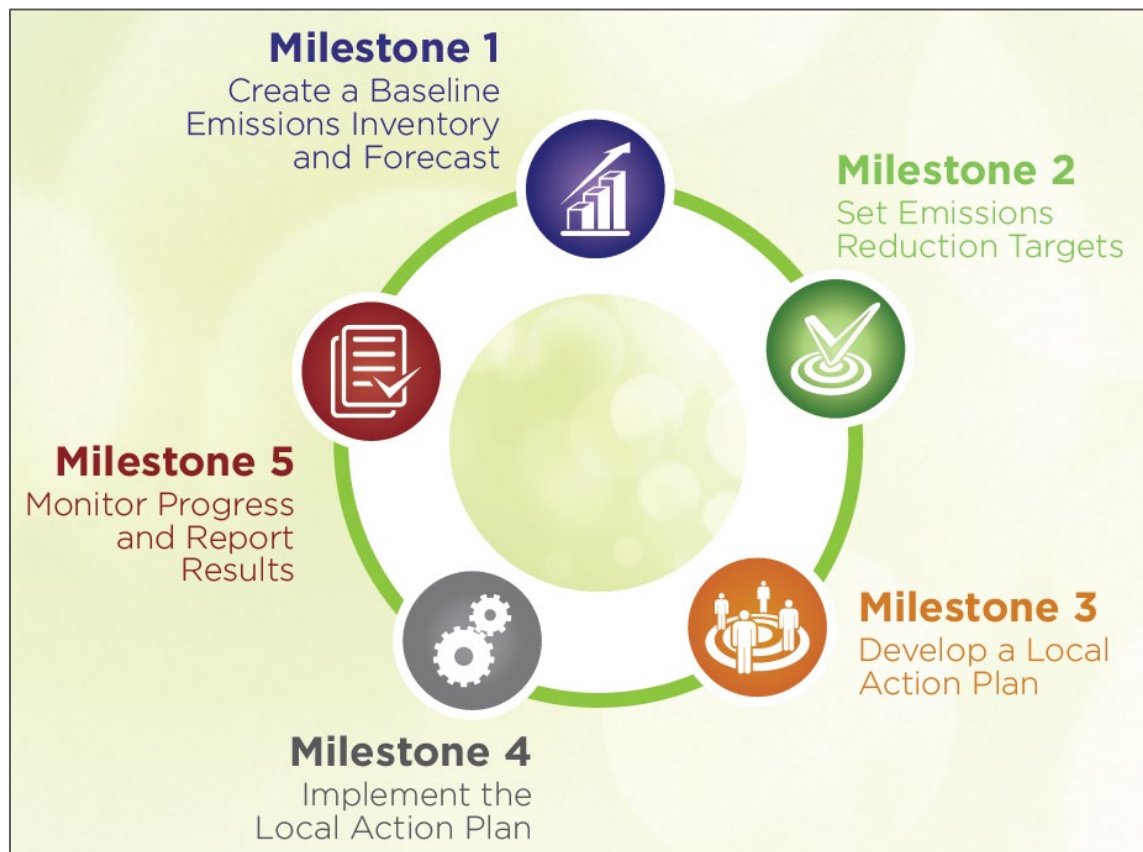 Milestone 1
Create a Baseline
Emissions Inventory
and Forecast
Milestone 2
Set Emissions
Reduction Targets
Milestone 3
Develop a Local
Action Plan
Milestone 4
Implement the
Local Action Plan
Milestone 5
Monitor Progress
and Report
Results